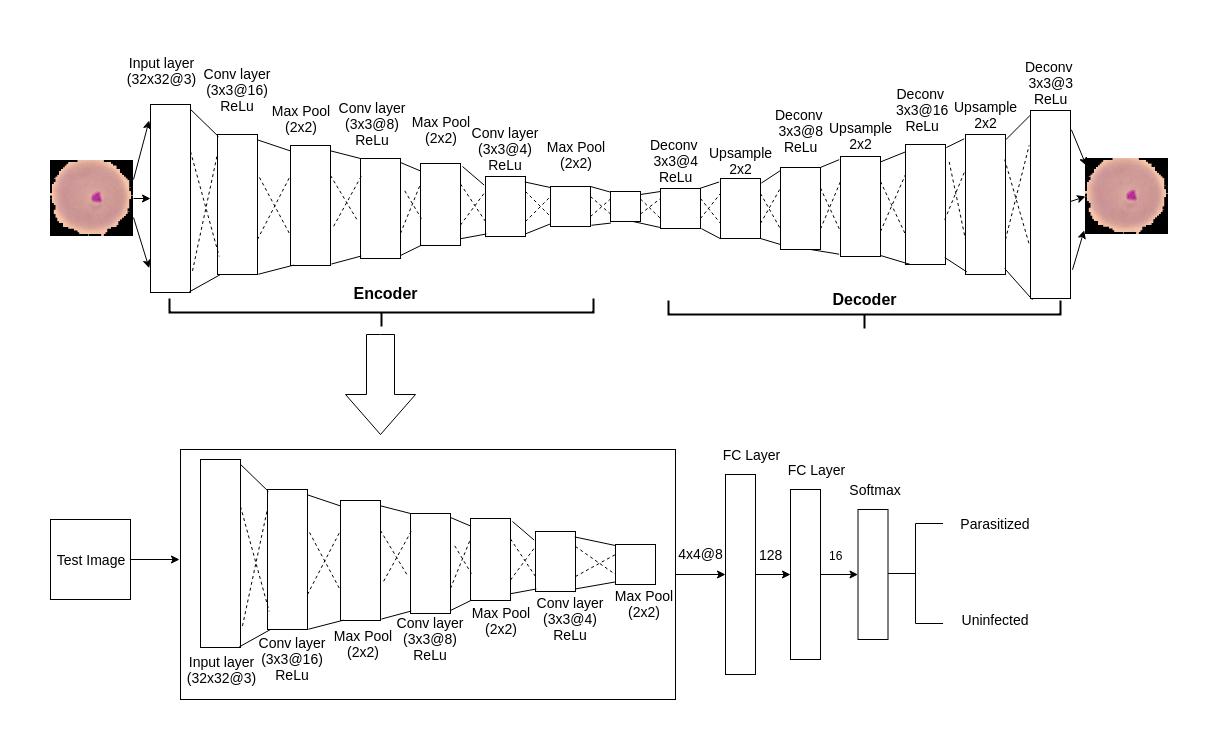 Input layer
(32x32@3)
Conv layer
(3x3@16)
ReLu
Max Pool
(2x2)
Conv layer
(3x3@8)
ReLu
Max Pool
(2x2)
Conv layer
(3x3@4)
ReLu
Max Pool
(2x2)
Deconv
3x3@4
ReLu
Upsample
2x2
Deconv
3x3@8
ReLu
Upsample
2x2
Deconv
3x3@16
ReLu
Upsample
2x2
Deconv
3x3@3
ReLu
Encoder
Decoder
Test Image
Input layer
(32x32@3)
Conv layer
(3x3@16)
ReLu
Max Pool
(2x2)
Conv layer
(3x3@8)
ReLu
Max Pool
(2x2)
Conv layer
(3x3@4)
ReLu
Max Pool
(2x2)
4x4@8
FC Layer
128
FC Layer
16
Softmax
Parasitized
Uninfected